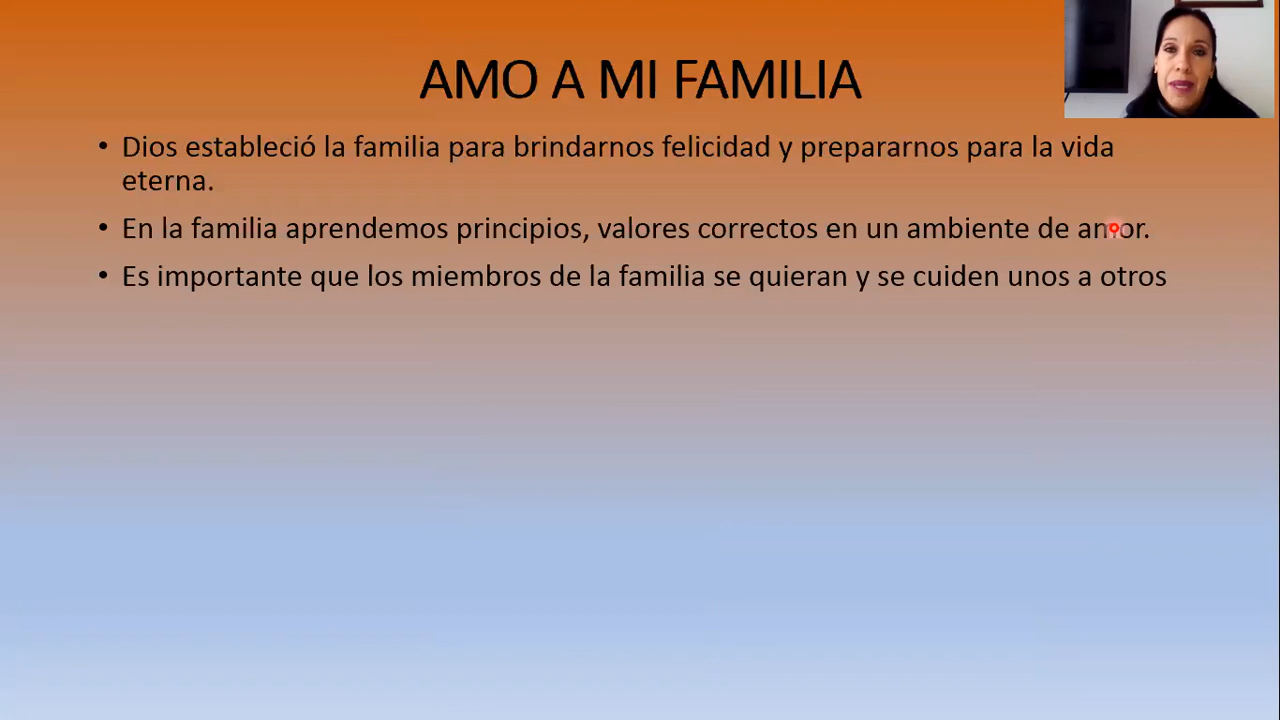 AMO A MI FAMILIA
• Dios estableció la familia para brindarnos felicidad y prepararnos para la vida
eterna.
• En la familia aprendemos principios, valores correctos en un ambiente de amor.
• Es importante que los miembros de la familia se quieran y se cuiden unos a otros